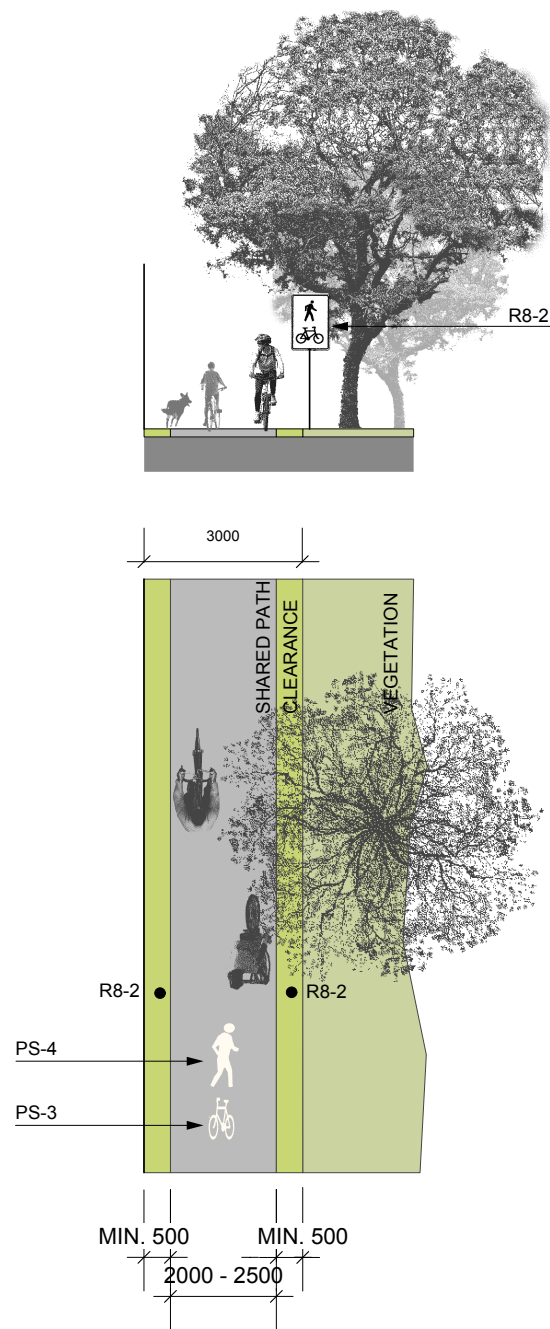 R8-2
3000
SHARED PATH
CLEARANCE
VEGETATION
R8-2
R8-2
PS-4
PS-3
MIN. 500
MIN. 500
2000 - 2500